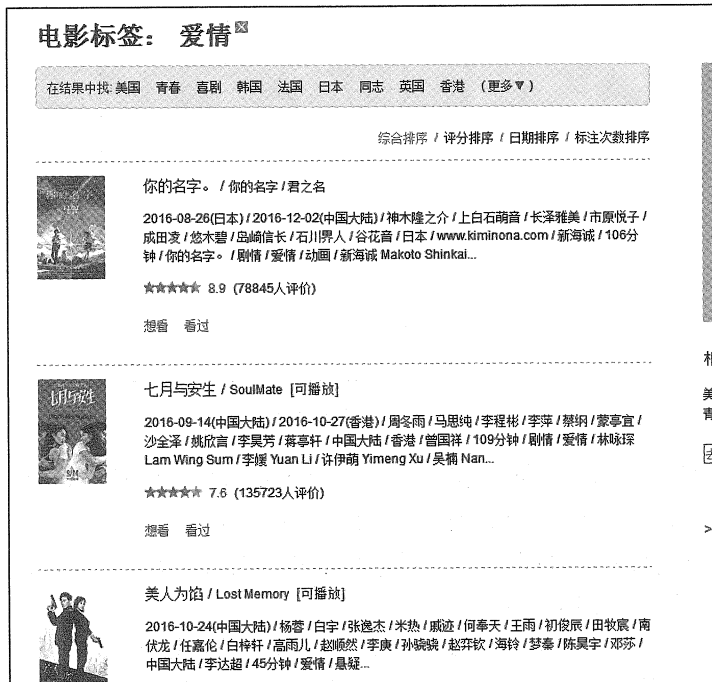 电影标签： 爱情
在结果中找: 美国 青春 喜剧 韩国 法国 日本 同志 英国 香港 （更多▼）
综合排序 / 评分排序 / 日期排序 / 标注次数排序
你的名字。 / 你的名字 / 君之名
2016-08-26(日本) / 2016-12-02(中国大陆) / 神木隆之介 / 上白石萌音 / 长泽雅美 / 市原悦子 /
成田凌 / 悠木碧 / 岛崎信长 / 石川界人 / 谷花音 / 日本 / www.kiminona.com / 新海诚 / 106分
钟 / 你的名字。 / 剧情 / 爱情 / 动画 / 新海诚 Makoto Shinkai...
8.9 (78845人评价)
想看 看过
七月与安生
七月与安生 / SoulMate [可播放]
2016-09-14(中国大陆) / 2016-10-27(香港) / 周冬雨 / 马思纯 / 李程彬 / 李萍 / 蔡纲 / 蒙亭宜 /
沙金泽 / 姚欣言 / 李昊芳 / 蒋亭轩 / 中国大陆 / 香港 / 曾国祥 / 109分钟 / 剧情 / 爱情 / 林咏琛
Lam Wing Sum / 李媛 Yuan Li / 许伊萌 Yimeng Xu / 吴楠 Nan...
7.6 (135723人评价)
想看 看过
美人为馅 / Lost Memory [可播放]
2016-10-24(中国大陆) / 杨蓉 / 白宇 / 张逸杰 / 米热 / 戚迹 / 何奉天 / 王雨 / 初俊辰 / 田牧宸 / 南
伏龙 / 任嘉伦 / 白梓轩 / 高雨儿 / 赵顺然 / 李庚 / 孙骁骁 / 赵弈钦 / 海铃 / 梦秦 / 陈昊宇 / 邓莎 /
中国大陆 / 李达超 / 45分钟 / 爱情 / 悬疑...